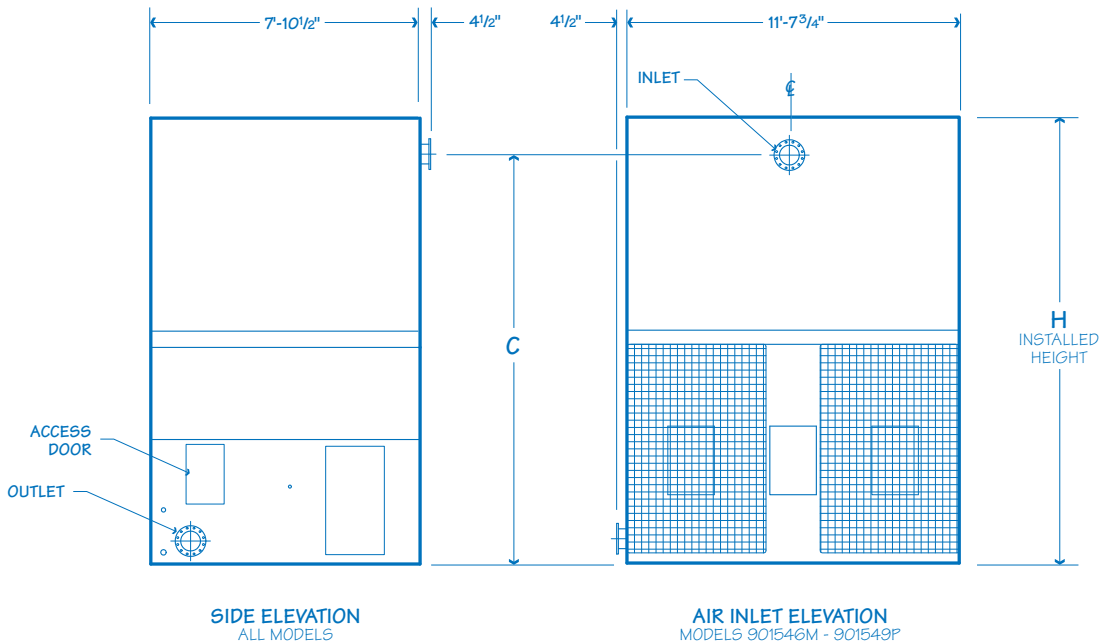 7'-10 1/2"
4 1/2"
4 1/2"
11'-7 3/4"
INLET
℄
C
H
INSTALLED
HEIGHT
ACCESS
DOOR
OUTLET
SIDE ELEVATION
ALL MODELS
AIR INLET ELEVATION
MODELS 901546M - 901549P